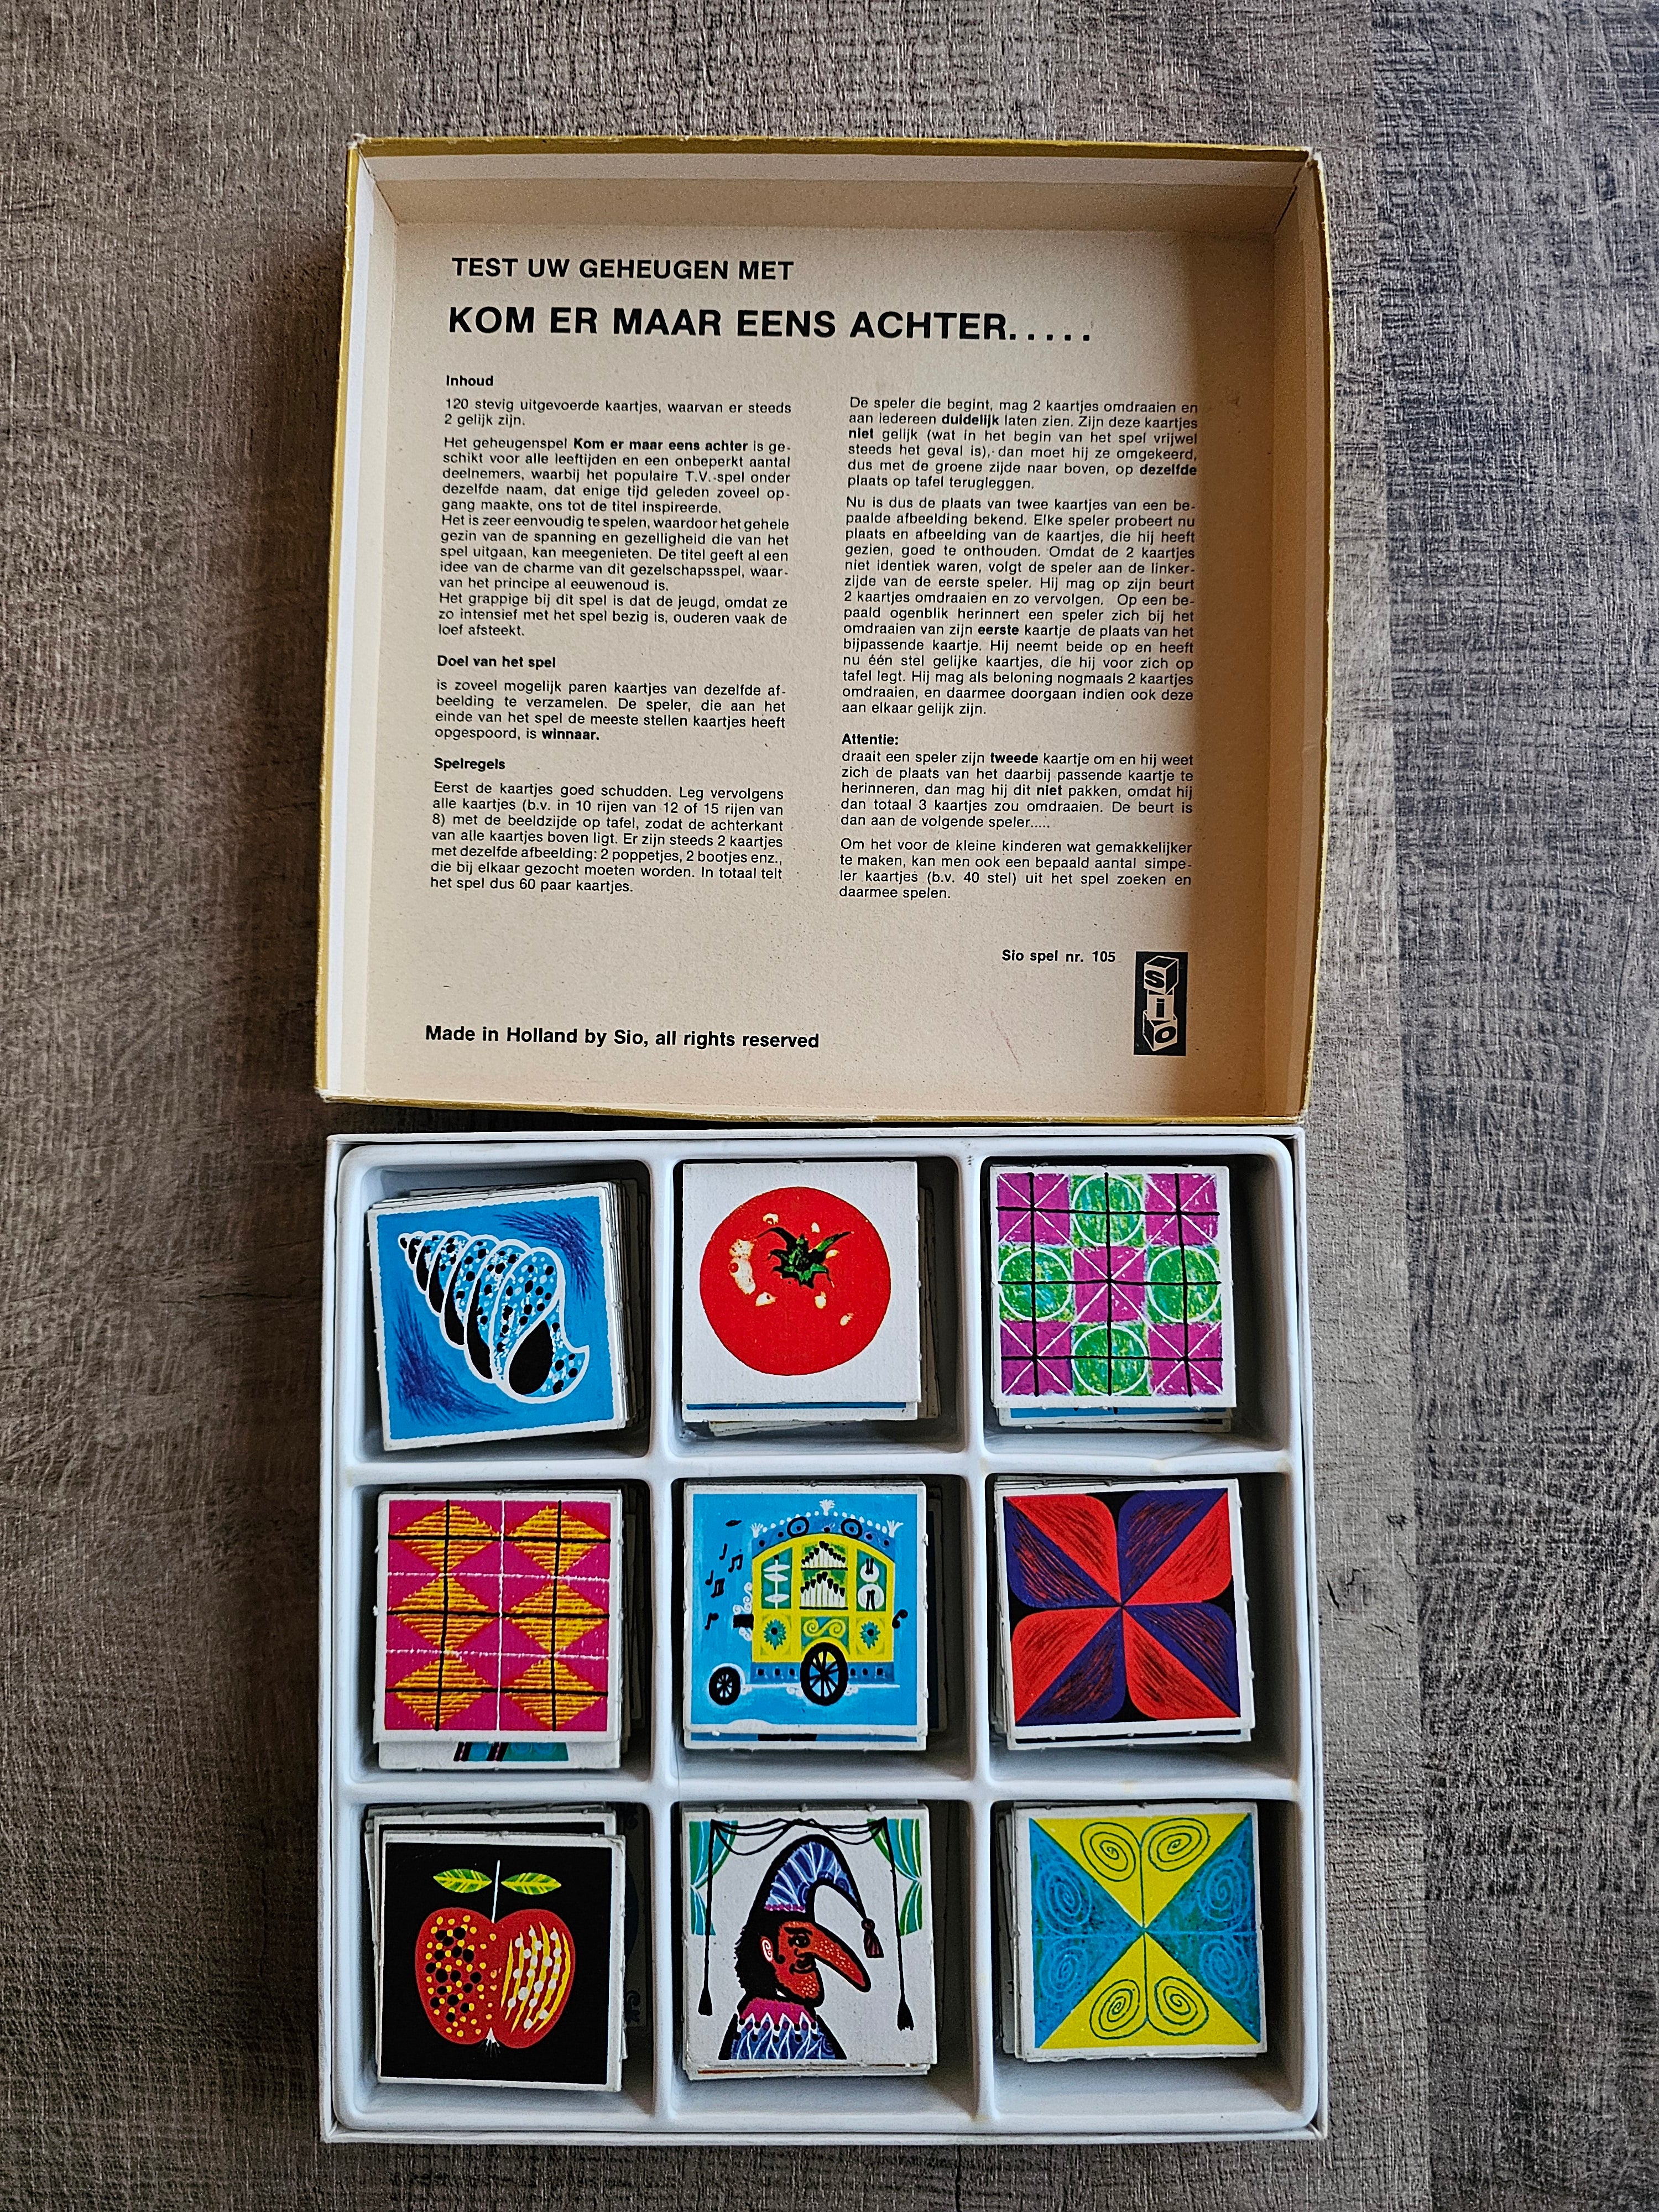 TEST UW GEHEUGEN MET
KOM ER MAAR EENS ACHTER.....
Inhoud
120 stevig uitgevoerde kaartjes, waarvan er steeds
2 gelijk zijn.
Het geheugenspel Kom er maar eens achter is ge-
schikt voor alle leeftijden en een onbeperkt aantal
deelnemers, waarbij het populaire T.V.-spel onder
dezelfde naam, dat enige tijd geleden zoveel op-
gang maakte, ons tot de titel inspireerde.
Het is zeer eenvoudig te spelen, waardoor het gehele
gezin van de spanning en gezelligheid die van het
spel uitgaan, kan meegenieten. De titel geeft al een
idee van de charme van dit gezelschapsspel, waar-
van het principe al eeuwenoud is.
Het grappige bij dit spel is dat de jeugd, omdat ze
zo intensief met het spel bezig is, ouderen vaak de
loef afsteekt.
Doel van het spel
is zoveel mogelijk paren kaartjes van dezelfde af-
beelding te verzamelen. De speler, die aan het
einde van het spel de meeste stellen kaartjes heeft
opgespoord, is winnaar.
Spelregels
Eerst de kaartjes goed schudden. Leg vervolgens
alle kaartjes (b.v. in 10 rijen van 12 of 15 rijen van
8) met de beeldzijde op tafel, zodat de achterkant
van alle kaartjes boven ligt. Er zijn steeds 2 kaartjes
met dezelfde afbeelding: 2 poppetjes, 2 bootjes enz.,
die bij elkaar gezocht moeten worden. In totaal telt
het spel dus 60 paar kaartjes.
De speler die begint, mag 2 kaartjes omdraaien en
aan iedereen duidelijk laten zien. Zijn deze kaartjes
niet gelijk (wat in het begin van het spel vrijwel
steeds het geval is), dan moet hij ze omgekeerd,
dus met de groene zijde naar boven, op dezelfde
plaats op tafel terugleggen.
Nu is dus de plaats van twee kaartjes van een be-
paalde afbeelding bekend. Elke speler probeert nu
plaats en afbeelding van de kaartjes, die hij heeft
gezien, goed te onthouden. Omdat de 2 kaartjes
niet identiek waren, volgt de speler aan de linker-
zijde van de eerste speler. Hij mag op zijn beurt
2 kaartjes omdraaien en zo vervolgen. Op een be-
paald ogenblik herinnert een speler zich bij het
omdraaien van zijn eerste kaartje de plaats van het
bijpassende kaartje. Hij neemt beide op en heeft
nu één stel gelijke kaartjes, die hij voor zich op
tafel legt. Hij mag als beloning nogmaals 2 kaartjes
omdraaien, en daarmee doorgaan indien ook deze
aan elkaar gelijk zijn.
Attentie:
draait een speler zijn tweede kaartje om en hij weet
zich de plaats van het daarbij passende kaartje te
herinneren, dan mag hij dit niet pakken, omdat hij
dan totaal 3 kaartjes zou omdraaien. De beurt is
dan aan de volgende speler.....
Om het voor de kleine kinderen wat gemakkelijker
te maken, kan men ook een bepaald aantal simpe-
ler kaartjes (b.v. 40 stel) uit het spel zoeken en
daarmee spelen.
Sio spel nr. 105
Sio
Made in Holland by Sio, all rights reserved